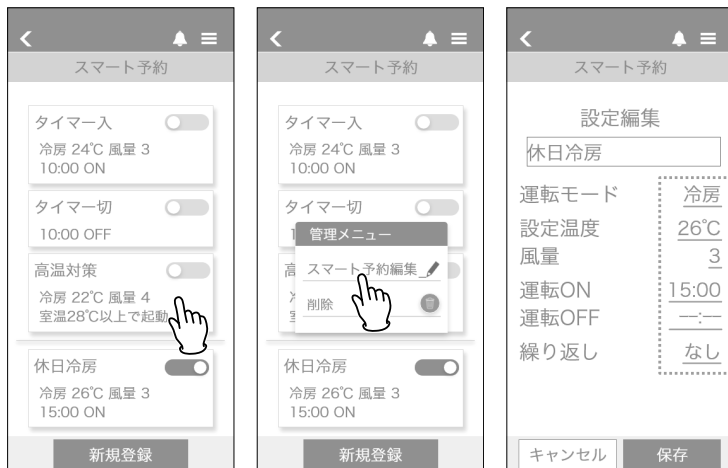 スマート予約
タイマー入
冷房 24℃ 風量 3
10:00 ON
タイマー切
10:00 OFF
高温対策
冷房 22℃ 風量 4
室温28℃以上で起動
休日冷房
冷房 26℃ 風量 3
15:00 ON
新規登録
スマート予約
タイマー入
冷房 24℃ 風量 3
10:00 ON
タイマー切
1
管理メニュー
高
スマート予約編集
削除
休日冷房
冷房 26℃ 風量 3
15:00 ON
新規登録
スマート予約
設定編集
休日冷房
運転モード 冷房
設定温度 26℃
風量 3
運転ON 15:00
運転OFF --:--
繰り返し なし
キャンセル 保存